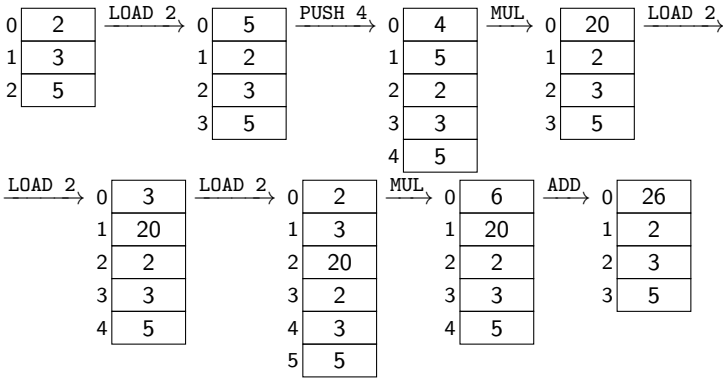 LOAD 2 PUSH 4 MUL LOAD 2
0 2 0 5 0 4 0 20
1 3 1 2 1 5 1 2
2 5 2 3 2 2 2 3
3 5 3 3 3 5
4 5
LOAD 2 LOAD 2 MUL ADD
0 3 0 2 0 6 0 26
1 20 1 3 1 20 1 2
2 2 2 20 2 2 2 3
3 3 3 2 3 3 3 5
4 5 4 3 4 5
5 5